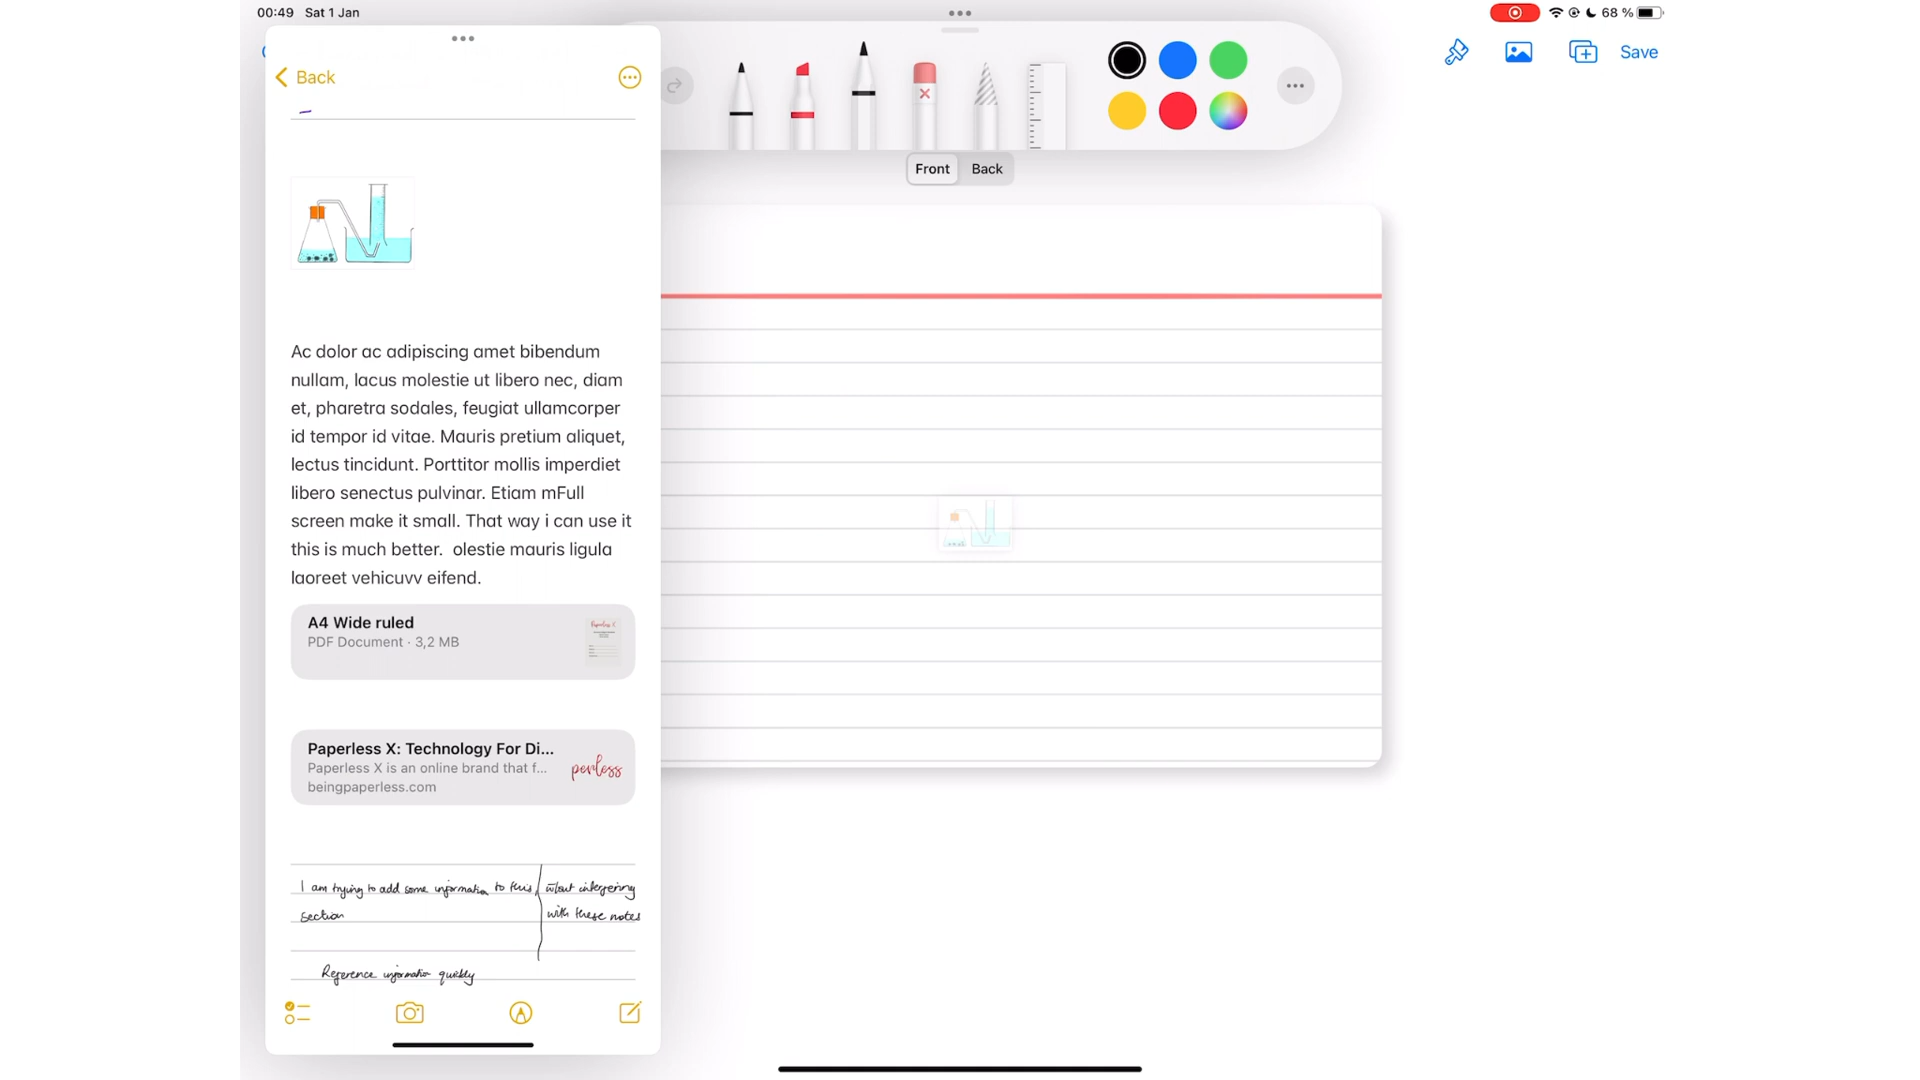 00:49 Sat 1 Jan
68 %
Back
Save
Front Back
Ac dolor ac adipiscing amet bibendum
nullam, lacus molestie ut libero nec, diam
et, pharetra sodales, feugiat ullamcorper
id tempor id vitae. Mauris pretium aliquet,
lectus tincidunt. Porttitor mollis imperdiet
libero senectus pulvinar. Etiam mFull
screen make it small. That way i can use it
this is much better. olestie mauris ligula
laoreet vehicuvv eifend.
A4 Wide ruled
PDF Document · 3,2 MB
Paperless X
Paperless X: Technology For Di...
Paperless X is an online brand that f...
beingpaperless.com
perless
I am trying to add some information to this
section
w/out intergering
with these notes
Reference information quickly